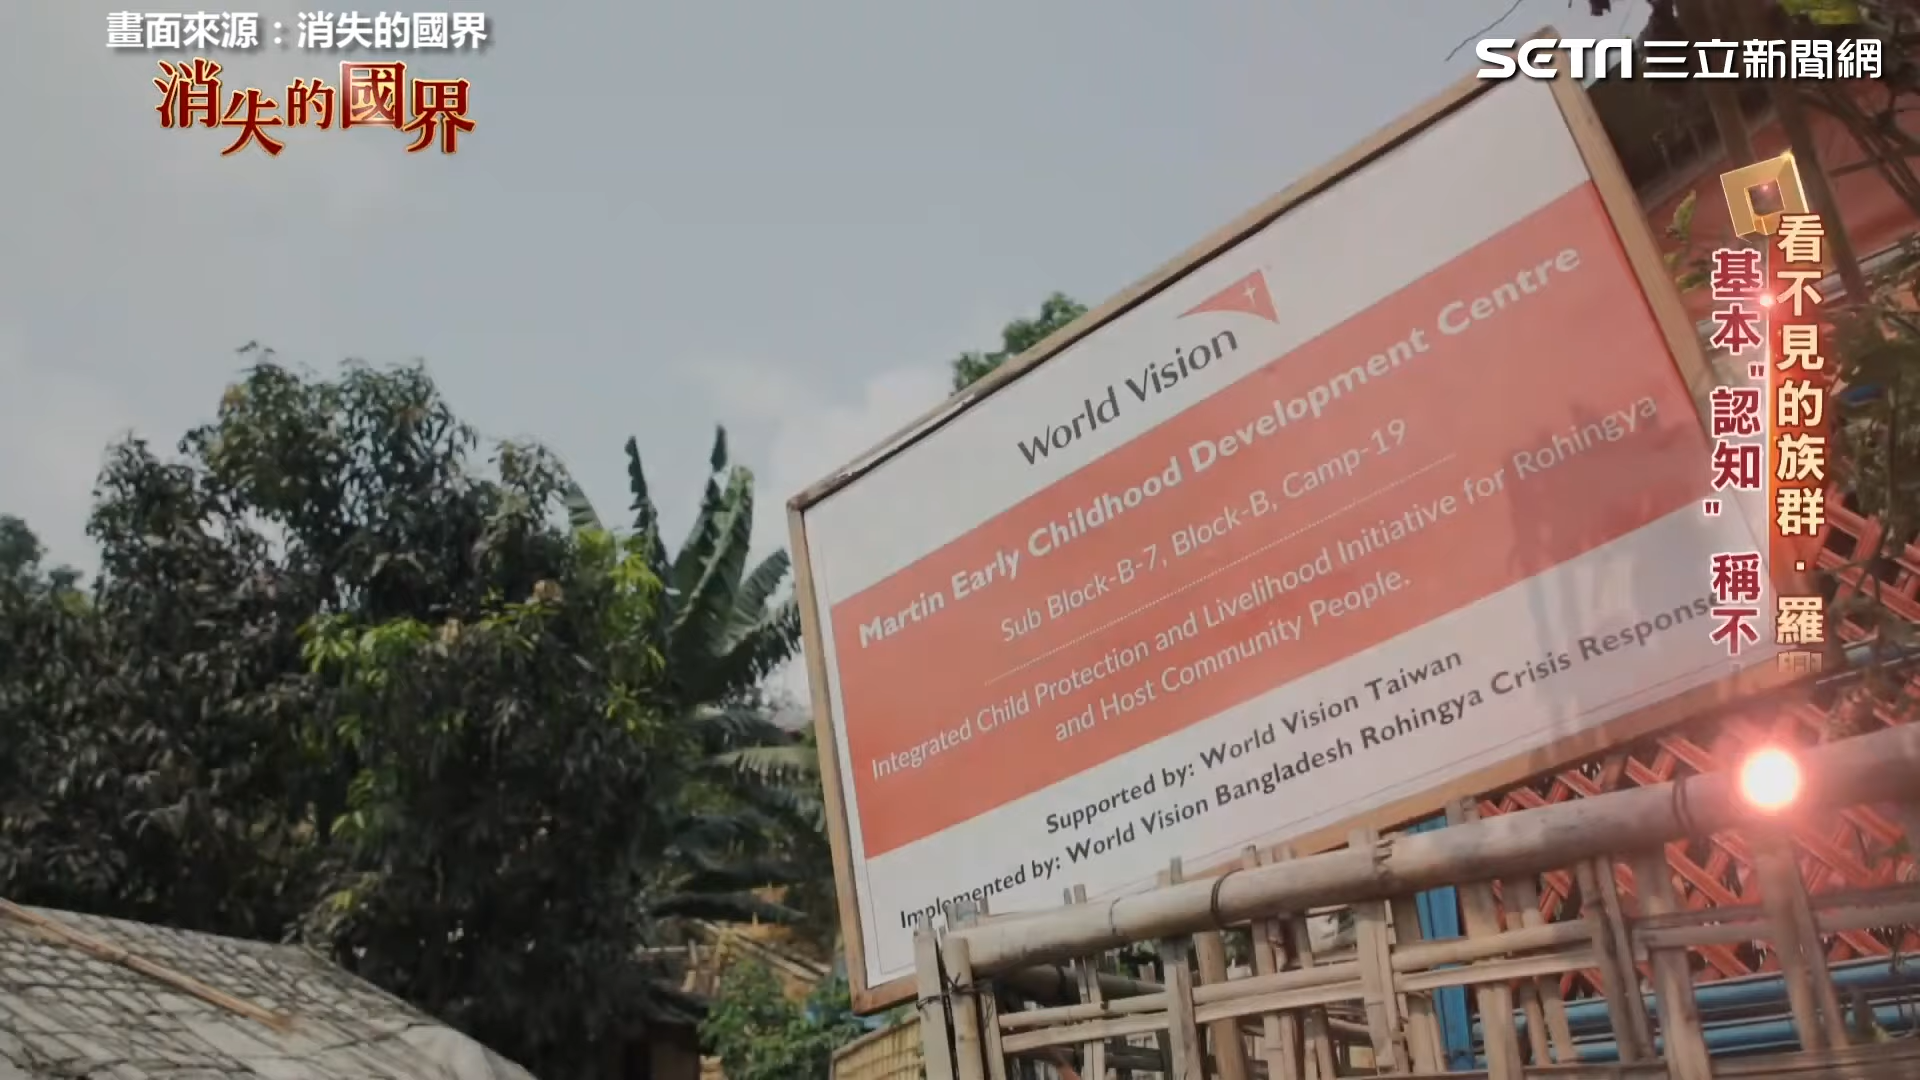 畫面來源：消失的國界
消失的國界
SETN三立新聞網
看不見的族群．羅
基本"認知" 稱不
World Vision
Martin Early Childhood Development Centre
Sub Block-B-7, Block-B, Camp-19
Integrated Child Protection and Livelihood Initiative for Rohingya
and Host Community People.
Supported by: World Vision Taiwan
Implemented by: World Vision Bangladesh Rohingya Crisis Response